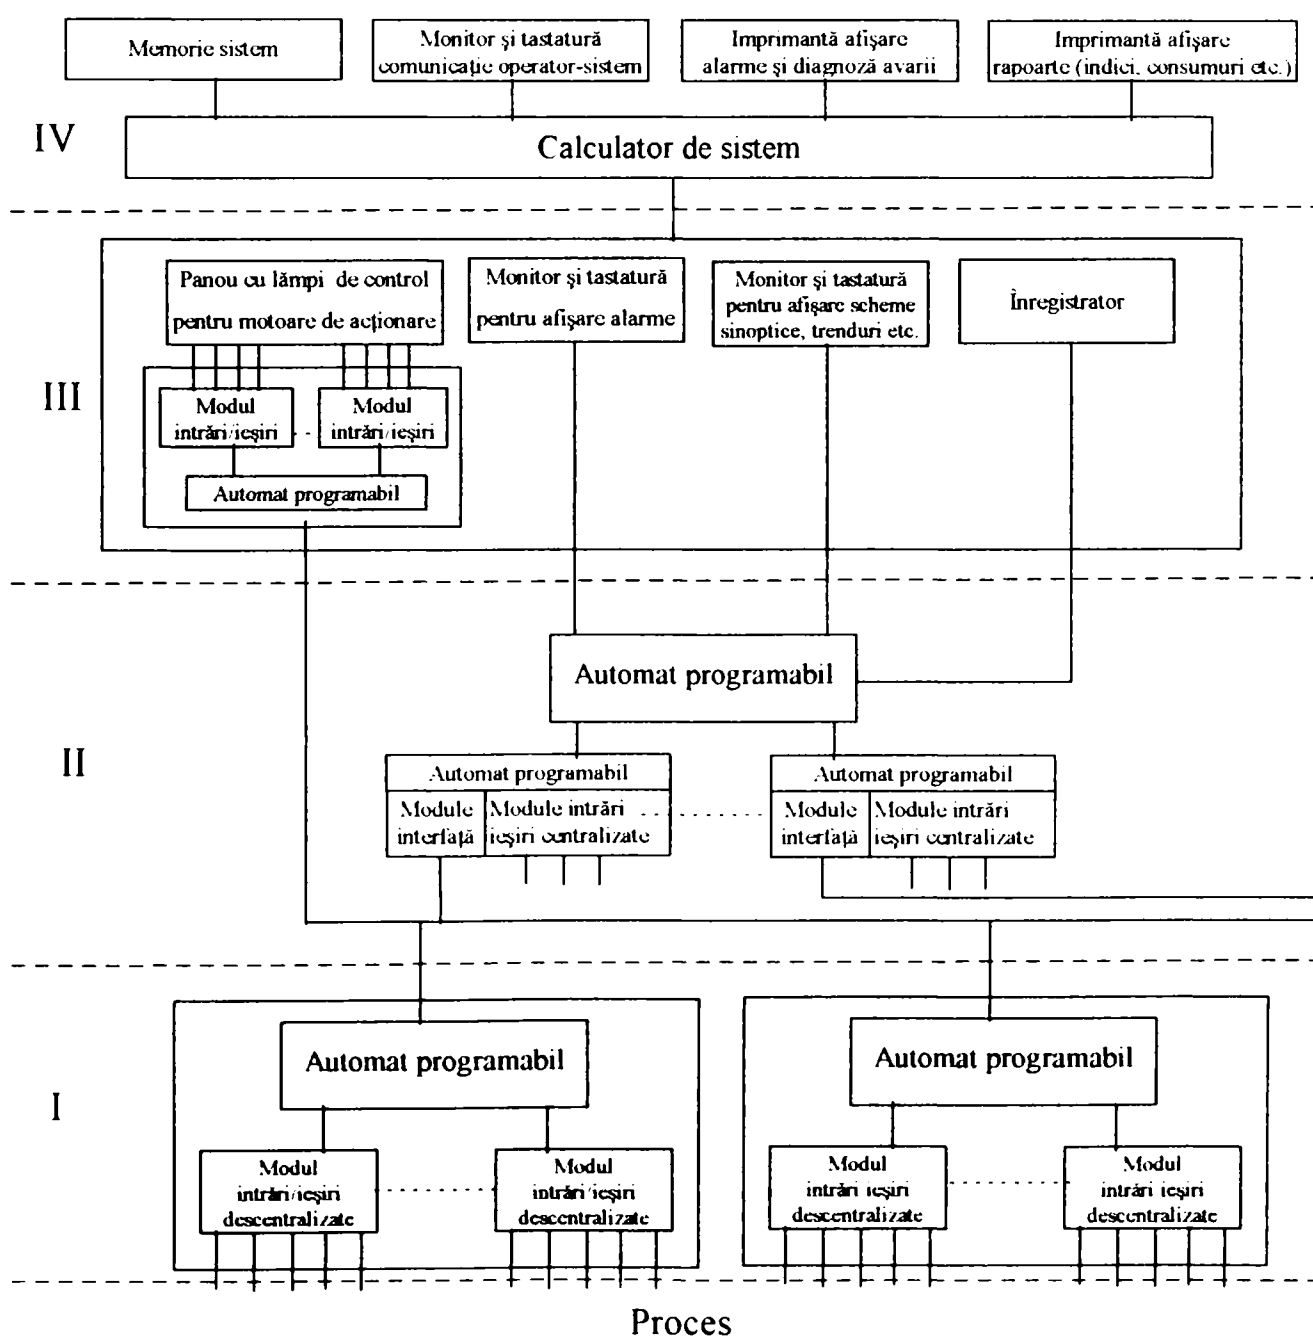 Memorie sistem
Monitor şi tastatură
comunicaţie operator-sistem
Imprimantă afişare
alarme şi diagnoză avarii
Imprimantă afişare
rapoarte (indici, consumuri etc.)
IV
Calculator de sistem
III
Panou cu lămpi de control
pentru motoare de acţionare
Monitor şi tastatură
pentru afişare alarme
Monitor şi tastatură
pentru afişare scheme
sinoptice, trenduri etc.
Înregistrator
Modul
intrări/ieşiri
Modul
intrări/ieşiri
Automat programabil
II
Automat programabil
Automat programabil
Module
interfaţă
Module intrări
ieşiri centralizate
Automat programabil
Module
interfaţă
Module intrări
ieşiri centralizate
I
Automat programabil
Modul
intrări/ieşiri
descentralizate
Modul
intrări/ieşiri
descentralizate
Automat programabil
Modul
intrări ieşiri
descentralizate
Modul
intrări ieşiri
descentralizate
Proces